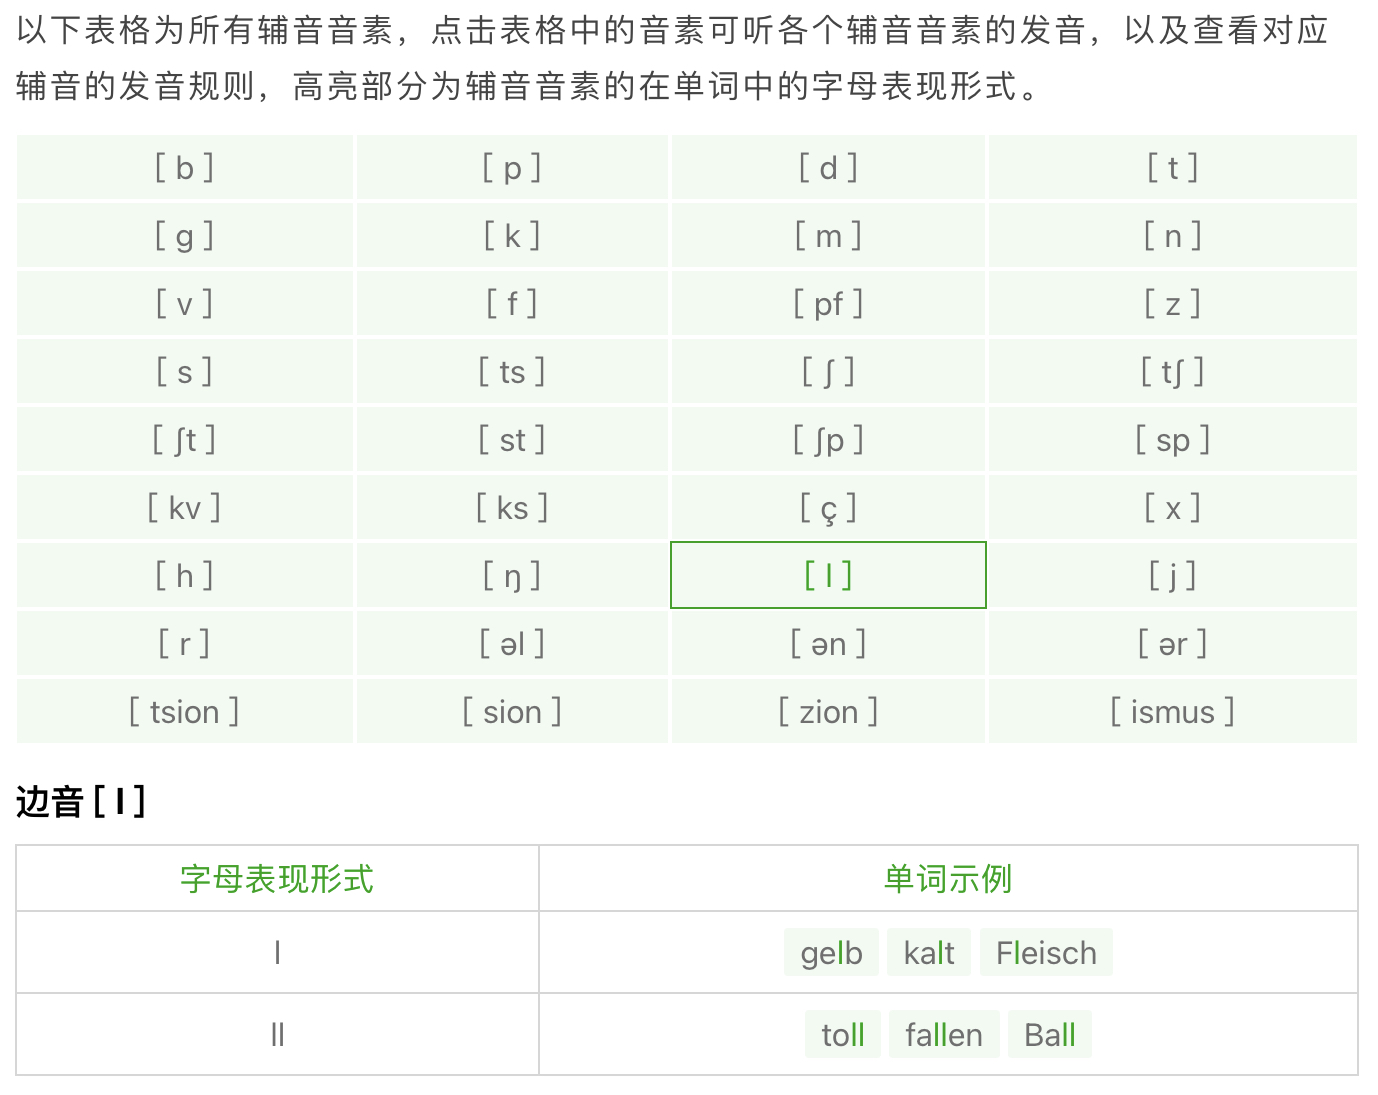 以下表格为所有辅音音素，点击表格中的音素可听各个辅音音素的发音，以及查看对应
辅音的发音规则，高亮部分为辅音音素的在单词中的字母表现形式。
[ b ] [ p ] [ d ] [ t ]
[ g ] [ k ] [ m ] [ n ]
[ v ] [ f ] [ pf ] [ z ]
[ s ] [ ts ] [ ʃ ] [ tʃ ]
[ ʃt ] [ st ] [ ʃp ] [ sp ]
[ kv ] [ ks ] [ ç ] [ x ]
[ h ] [ ŋ ] [ l ] [ j ]
[ r ] [ əl ] [ ən ] [ ər ]
[ tsion ] [ sion ] [ zion ] [ ismus ]
边音 [ l ]
字母表现形式 单词示例
l gelb kalt Fleisch
ll toll fallen Ball